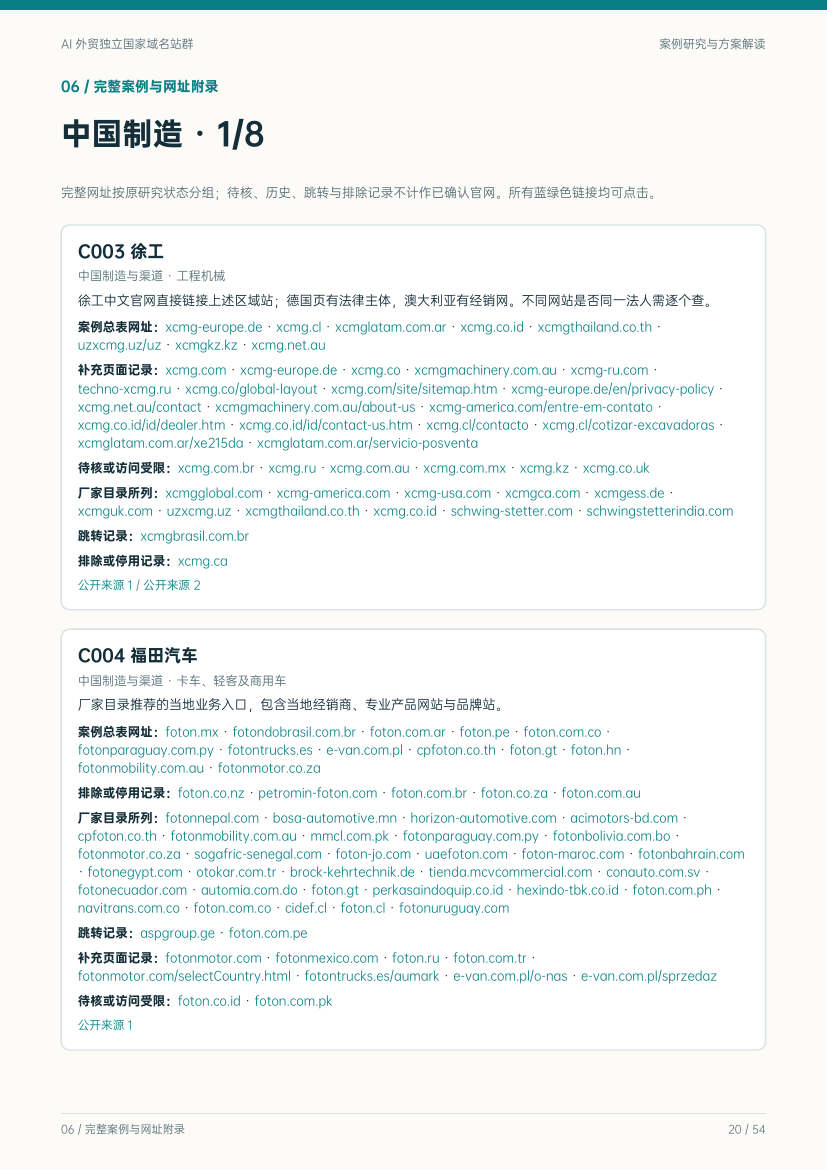 AI 外贸独立国家域名站群
案例研究与方案解读
06 / 完整案例与网址附录
中国制造 · 1/8
完整网址按原研究状态分组；待核、历史、跳转与排除记录不计作已确认官网。所有蓝绿色链接均可点击。
C003 徐工
中国制造与渠道 · 工程机械
徐工中文官网直接链接上述区域站；德国页有法律主体，澳大利亚有经销网。不同网站是否同一法人需逐个查。
案例总表网址：xcmg-europe.de · xcmg.cl · xcmglatam.com.ar · xcmg.co.id · xcmgthailand.co.th ·
uzxcmg.uz/uz · xcmgkz.kz · xcmg.net.au
补充页面记录：xcmg.com · xcmg-europe.de · xcmg.co · xcmgmachinery.com.au · xcmg-ru.com ·
techno-xcmg.ru · xcmg.co/global-layout · xcmg.com/site/sitemap.htm · xcmg-europe.de/en/privacy-policy ·
xcmg.net.au/contact · xcmgmachinery.com.au/about-us · xcmg-america.com/entre-em-contato ·
xcmg.co.id/id/dealer.htm · xcmg.co.id/id/contact-us.htm · xcmg.cl/contacto · xcmg.cl/cotizar-excavadoras ·
xcmglatam.com.ar/xe215da · xcmglatam.com.ar/servicio-posventa
待核或访问受限：xcmg.com.br · xcmg.ru · xcmg.com.au · xcmg.com.mx · xcmg.kz · xcmg.co.uk
厂家目录所列：xcmgglobal.com · xcmg-america.com · xcmg-usa.com · xcmgca.com · xcmgess.de ·
xcmguk.com · uzxcmg.uz · xcmgthailand.co.th · xcmg.co.id · schwing-stetter.com · schwingstetterindia.com
跳转记录：xcmgbrasil.com.br
排除或停用记录：xcmg.ca
公开来源 1 / 公开来源 2
C004 福田汽车
中国制造与渠道 · 卡车、轻客及商用车
厂家目录推荐的当地业务入口，包含当地经销商、专业产品网站与品牌站。
案例总表网址：foton.mx · fotondobrasil.com.br · foton.com.ar · foton.pe · foton.com.co ·
fotonparaguay.com.py · fotontrucks.es · e-van.com.pl · cpfoton.co.th · foton.gt · foton.hn ·
fotonmobility.com.au · fotonmotor.co.za
排除或停用记录：foton.co.nz · petromin-foton.com · foton.com.br · foton.co.za · foton.com.au
厂家目录所列：fotonnepal.com · bosa-automotive.mn · horizon-automotive.com · acimotors-bd.com ·
cpfoton.co.th · fotonmobility.com.au · mmcl.com.pk · fotonparaguay.com.py · fotonbolivia.com.bo ·
fotonmotor.co.za · sogafric-senegal.com · foton-jo.com · uaefoton.com · foton-maroc.com · fotonbahrain.com
· fotonegypt.com · otokar.com.tr · brock-kehrtechnik.de · tienda.mcvcommercial.com · conauto.com.sv ·
fotonecuador.com · automia.com.do · foton.gt · perkasaindoquip.co.id · hexindo-tbk.co.id · foton.com.ph ·
navitrans.com.co · foton.com.co · cidef.cl · foton.cl · fotonuruguay.com
跳转记录：aspgroup.ge · foton.com.pe
补充页面记录：fotonmotor.com · fotonmexico.com · foton.ru · foton.com.tr ·
fotonmotor.com/selectCountry.html · fotontrucks.es/aumark · e-van.com.pl/o-nas · e-van.com.pl/sprzedaz
待核或访问受限：foton.co.id · foton.com.pk
公开来源 1
06 / 完整案例与网址附录
20 / 54